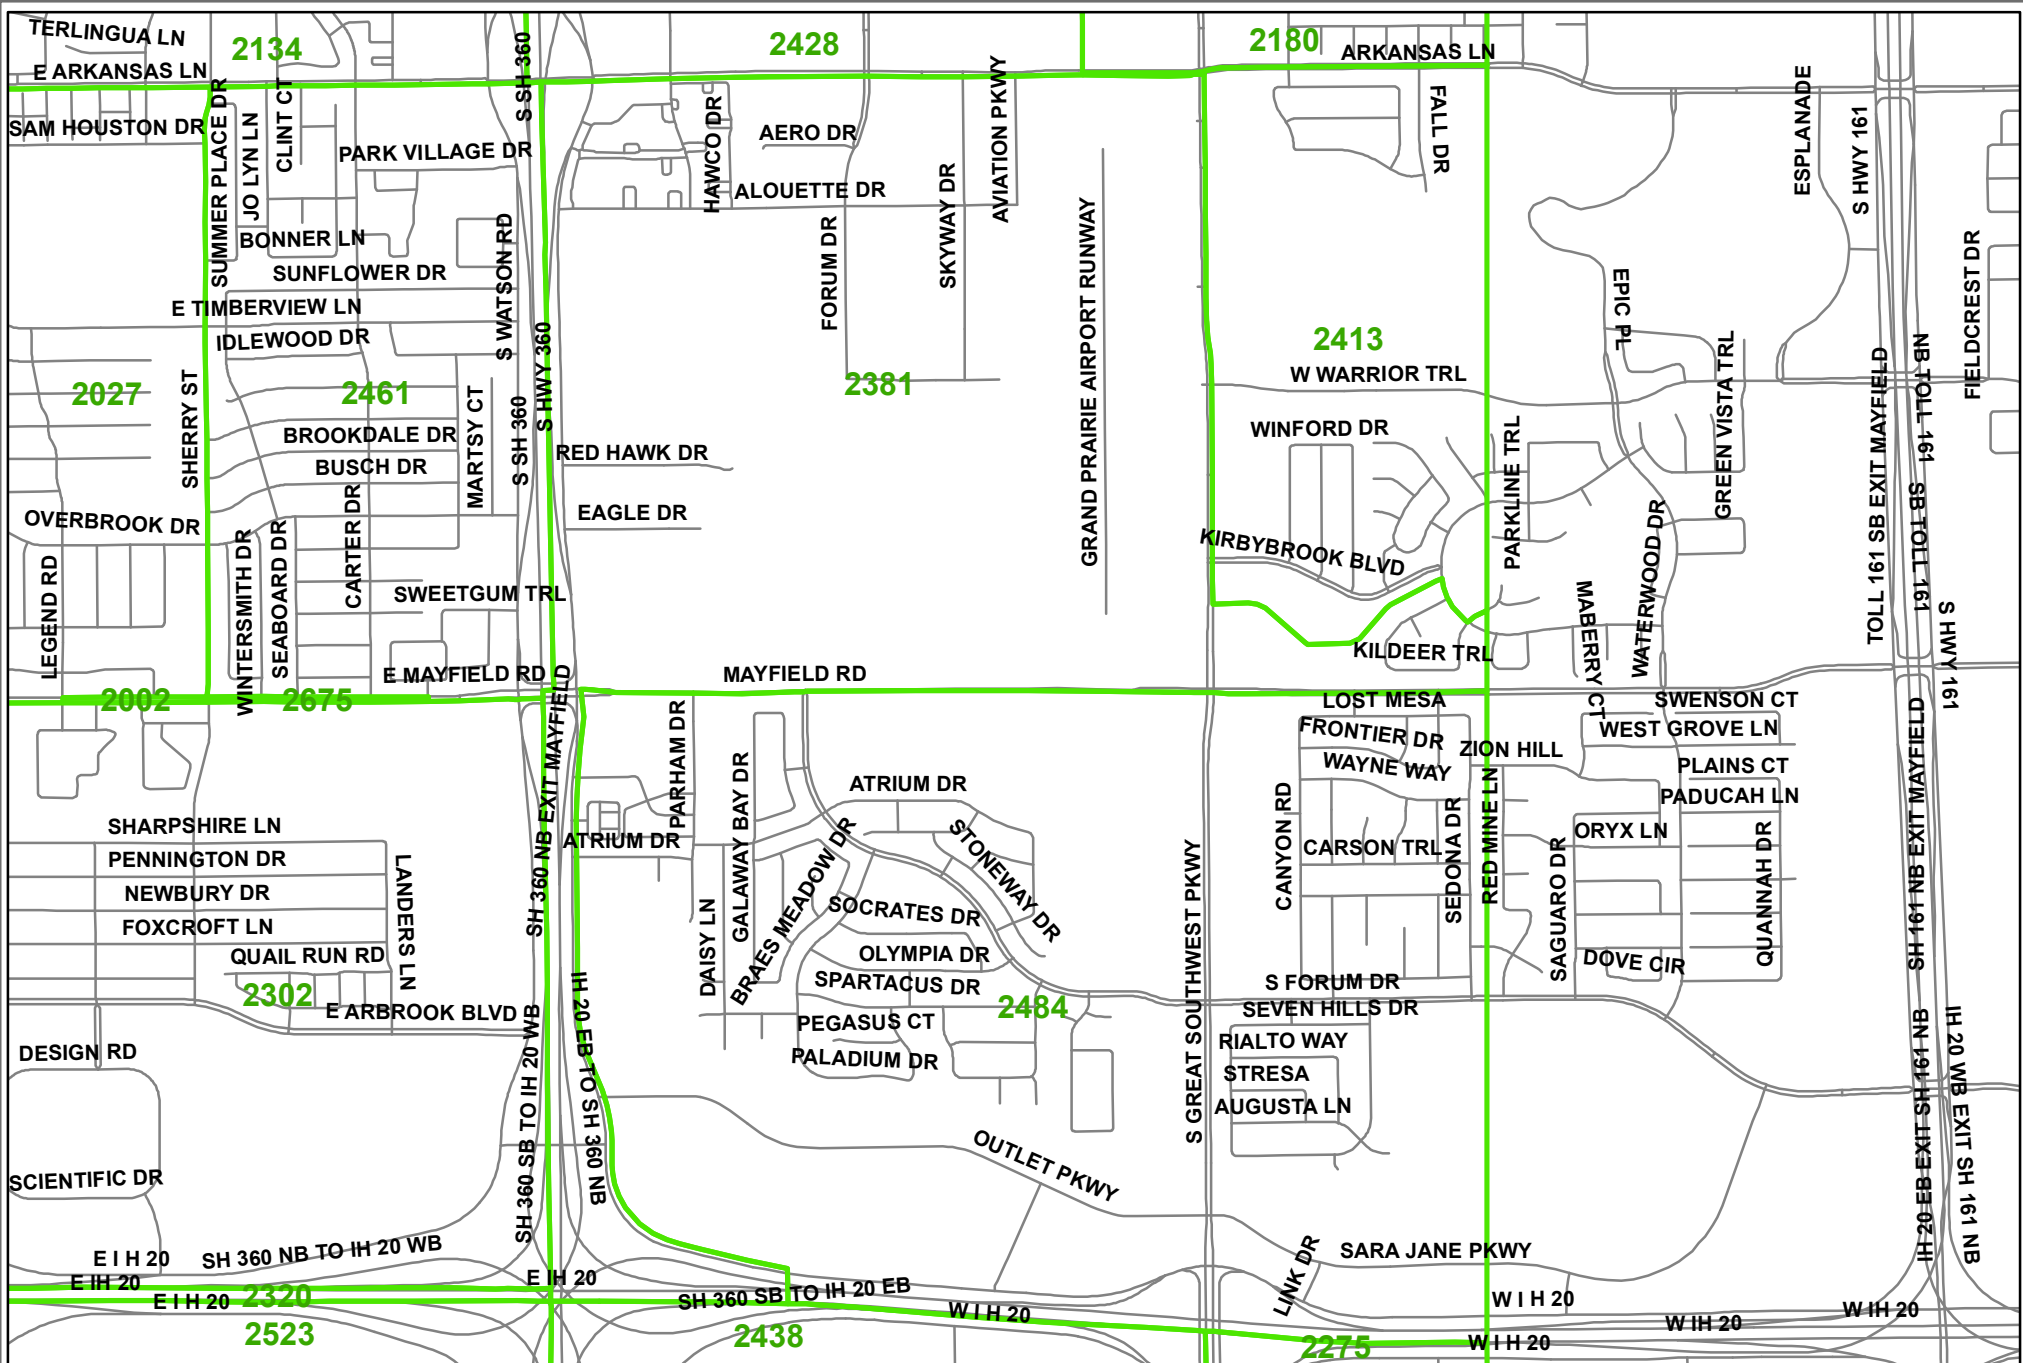 TERLINGUA LN
2134
E ARKANSAS LN
S SH 360
2428
2180
ARKANSAS LN
SAM HOUSTON DR
SUMMER PLACE DR
JO LYN LN
CLINT CT
PARK VILLAGE DR
HAWCO DR
AERO DR
ALOUETTE DR
AVIATION PKWY
SKYWAY DR
FORUM DR
GRAND PRAIRIE AIRPORT RUNWAY
FALL DR
ESPLANADE
S HWY 161
FIELDCREST DR
BONNER LN
SUNFLOWER DR
E TIMBERVIEW LN
IDLEWOOD DR
S WATSON RD
S HWY 360
S SH 360
2027
SHERRY ST
2461
MARTSY CT
BROOKDALE DR
BUSCH DR
RED HAWK DR
EAGLE DR
2381
2413
W WARRIOR TRL
WINFORD DR
EPIC PL
GREEN VISTA TRL
PARKLINE TRL
TOLL 161 SB EXIT MAYFIELD
NB TOLL 161
SB TOLL 161
S HWY 161
OVERBROOK DR
LEGEND RD
WINTERSMITH DR
SEABOARD DR
CARTER DR
SWEETGUM TRL
KIRBYBROOK BLVD
KILDEER TRL
MABERRY CT
WATERWOOD DR
E MAYFIELD RD
MAYFIELD RD
2002
2675
LOST MESA
SWENSON CT
FRONTIER DR
WEST GROVE LN
ZION HILL
WAYNE WAY
PLAINS CT
PADUCAH LN
SH 360 NB EXIT MAYFIELD
PARHAM DR
GALAWAY BAY DR
ATRIUM DR
ATRIUM DR
STONEWAY DR
BRAES MEADOW DR
DAISY LN
SOCRATES DR
OLYMPIA DR
SPARTACUS DR
2484
PEGASUS CT
PALADIUM DR
S GREAT SOUTHWEST PKWY
CANYON RD
CARSON TRL
SEDONA DR
RED MINE LN
ORYX LN
SAGUARO DR
QUANNAH DR
DOVE CIR
SH 161 NB EXIT MAYFIELD
SHARPSHIRE LN
PENNINGTON DR
NEWBURY DR
FOXCROFT LN
LANDERS LN
QUAIL RUN RD
2302
E ARBROOK BLVD
S FORUM DR
SEVEN HILLS DR
RIALTO WAY
STRESA
AUGUSTA LN
DESIGN RD
SCIENTIFIC DR
SH 360 SB TO IH 20 WB
IH 20 EB TO SH 360 NB
OUTLET PKWY
IH 20 EB EXIT SH 161 NB
IH 20 WB EXIT SH 161 NB
E I H 20
SH 360 NB TO IH 20 WB
E IH 20
E IH 20
E I H 20
2320
SH 360 SB TO IH 20 EB
W I H 20
LINK DR
SARA JANE PKWY
W I H 20
W IH 20
W IH 20
2523
2438
2275
W I H 20